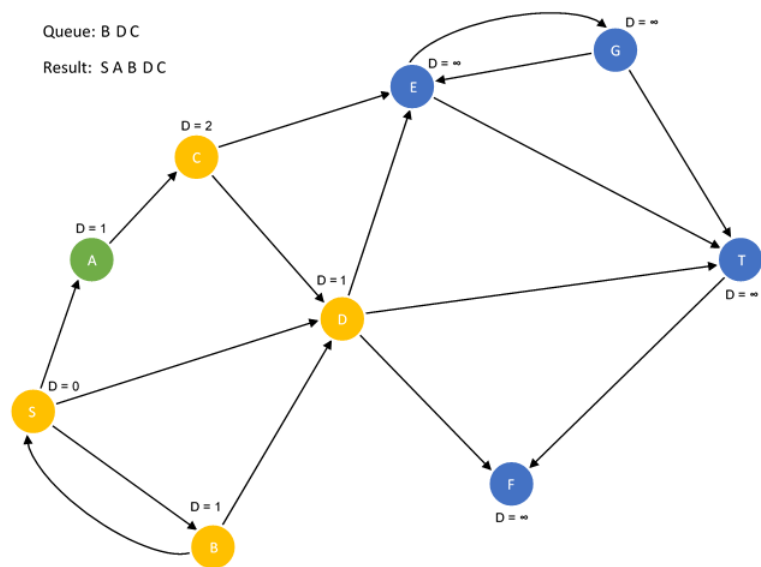 Queue: B D C
D = ∞
G
Result: S A B D C
D = ∞
E
D = 2
C
D = 1
A
T
D = 1
D = ∞
D
D = 0
S
F
D = 1
D = ∞
B